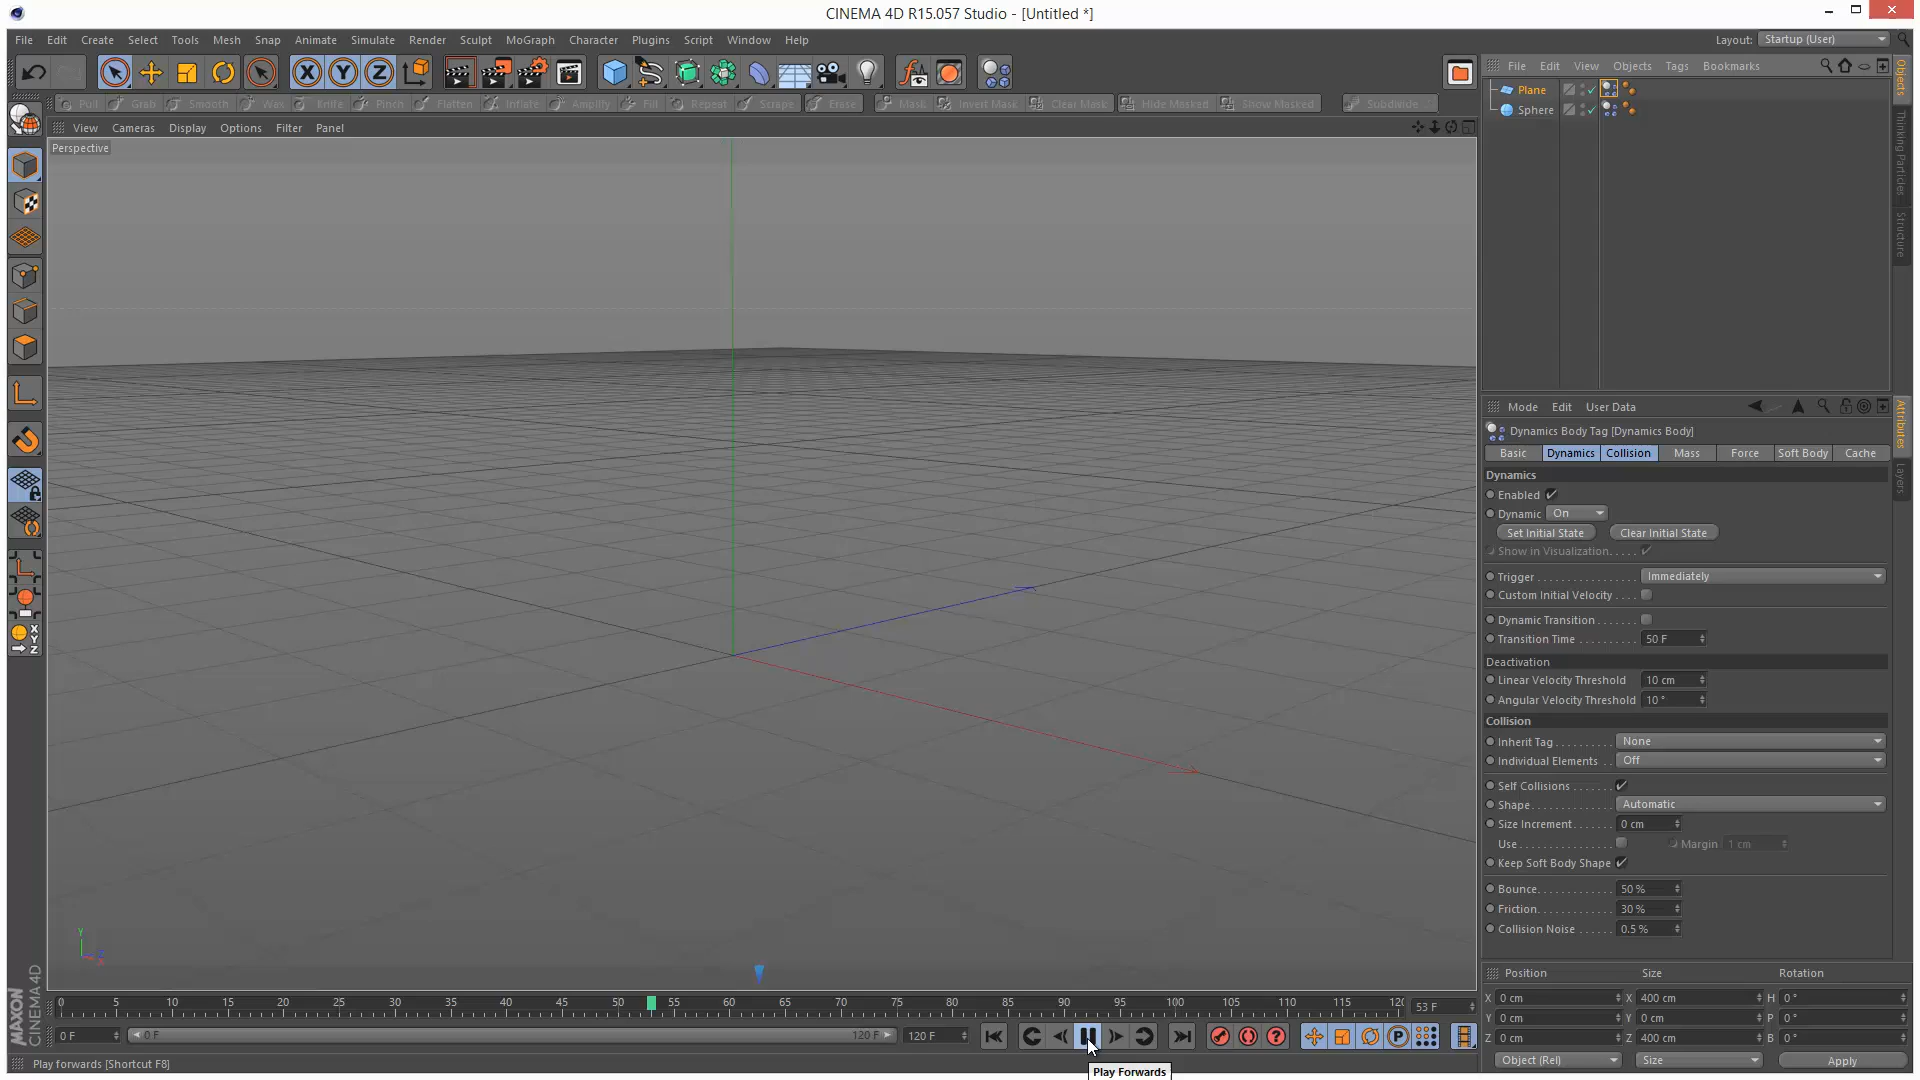 CINEMA 4D R15.057 Studio - [Untitled *]
File Edit Create Select Tools Mesh Snap Animate Simulate Render Sculpt MoGraph Character Plugins Script Window Help
Layout: Startup (User)
File Edit View Objects Tags Bookmarks
Pull Grab Smooth Wax Knife Pinch Flatten Inflate Amplify Fill Repeat Scrape Erase Mask Invert Mask Clear Mask Hide Masked Show Masked Subdivide
View Cameras Display Options Filter Panel
Perspective
Plane
Sphere
Objects
Thinking Particles
Structure
Mode Edit User Data
Attributes
Layers
Dynamics Body Tag [Dynamics Body]
Basic Dynamics Collision Mass Force Soft Body Cache
Dynamics
Enabled
Dynamic On
Set Initial State Clear Initial State
Show in Visualization. . . . .
Trigger . . . . . . . . . . . . Immediately
Custom Initial Velocity . . . .
Dynamic Transition . . . . . . .
Transition Time . . . . . . . . . 50 F
Deactivation
Linear Velocity Threshold 10 cm
Angular Velocity Threshold 10 °
Collision
Inherit Tag . . . . . . . . . None
Individual Elements . . Off
Self Collisions . . . . . . .
Shape. . . . . . . . . . . . . Automatic
Size Increment. . . . . . . 0 cm
Use . . . . . . . . . . . . . . . Margin 1 cm
Keep Soft Body Shape
Bounce. . . . . . . . . . . . 50 %
Friction. . . . . . . . . . . . 30 %
Collision Noise . . . . . . 0.5 %
Y
Z
X
0 5 10 15 20 25 30 35 40 45 50 55 60 65 70 75 80 85 90 95 100 105 110 115 120
53 F
0 F 0 F 120 F 120 F
Position Size Rotation
X 0 cm X 400 cm H 0 °
Y 0 cm Y 0 cm P 0 °
Z 0 cm Z 400 cm B 0 °
Object (Rel) Size Apply
Play forwards [Shortcut F8]
Play Forwards
MAXON
CINEMA 4D